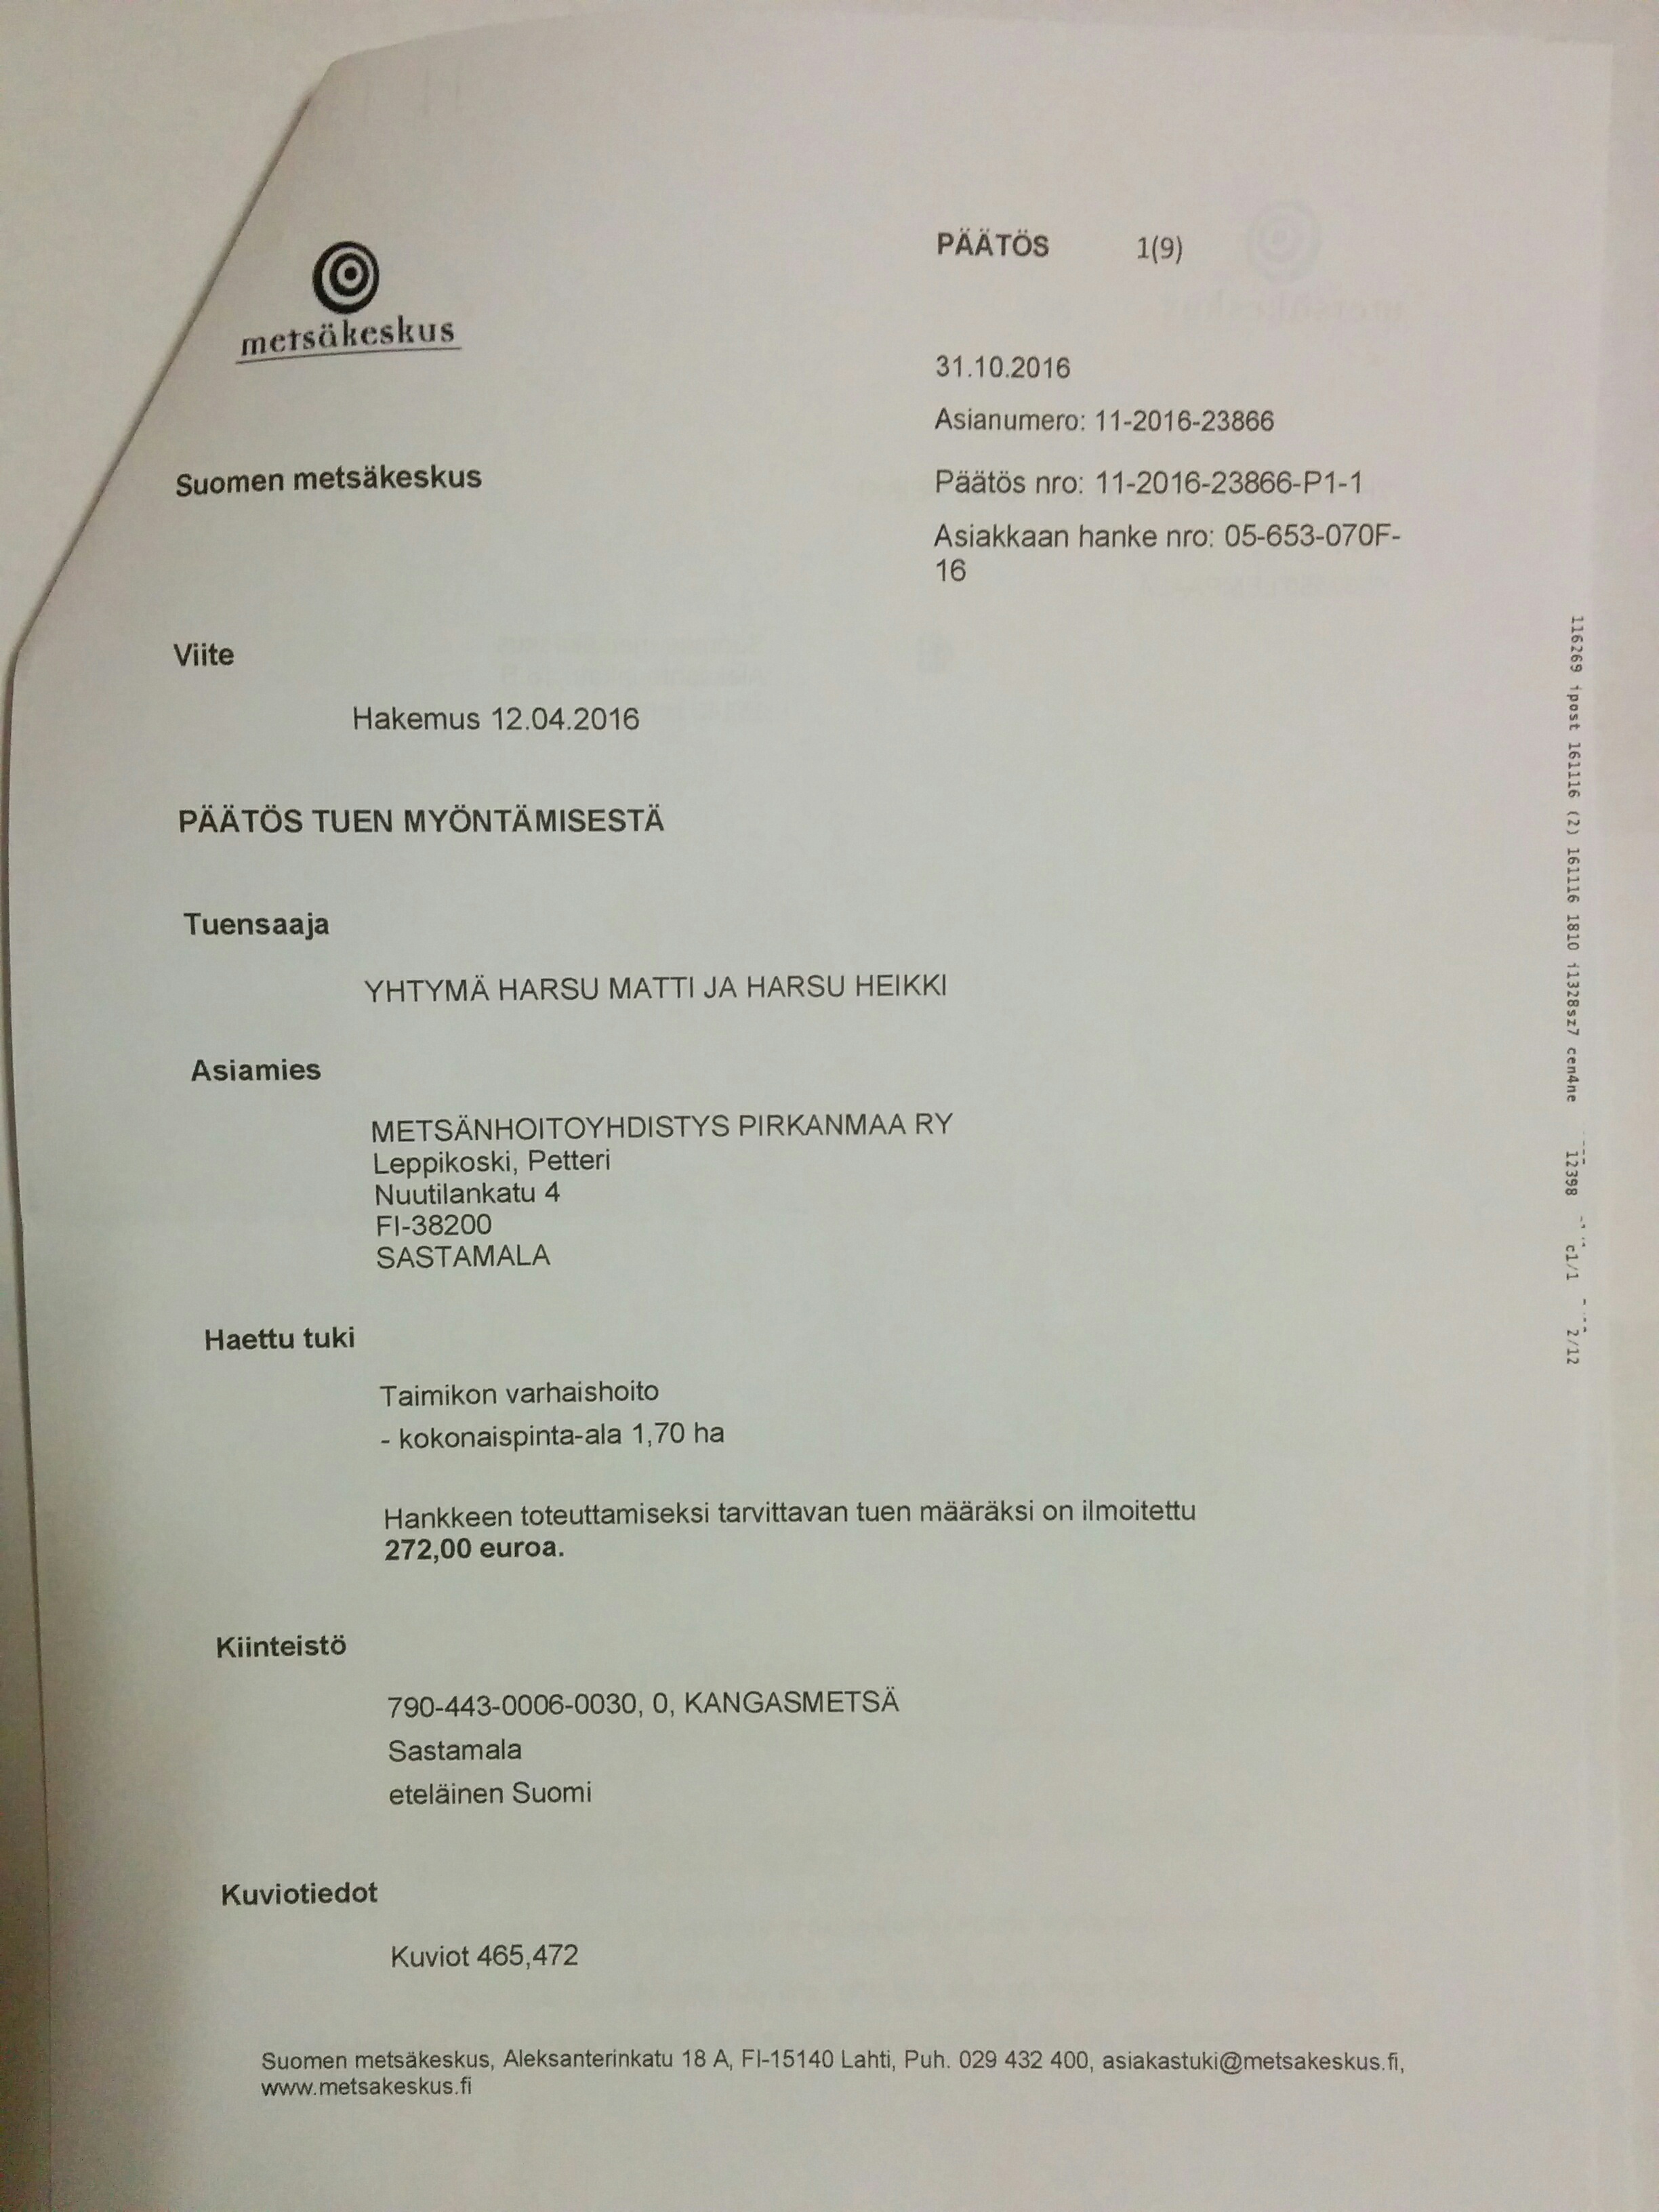 metsäkeskus
PÄÄTÖS 1(9)
31.10.2016
Asianumero: 11-2016-23866
Suomen metsäkeskus
Päätös nro: 11-2016-23866-P1-1
Asiakkaan hanke nro: 05-653-070F-
16
Viite
Hakemus 12.04.2016
PÄÄTÖS TUEN MYÖNTÄMISESTÄ
Tuensaaja
YHTYMÄ HARSU MATTI JA HARSU HEIKKI
Asiamies
METSÄNHOITOYHDISTYS PIRKANMAA RY
Leppikoski, Petteri
Nuutilankatu 4
FI-38200
SASTAMALA
Haettu tuki
Taimikon varhaishoito
- kokonaispinta-ala 1,70 ha
Hankkeen toteuttamiseksi tarvittavan tuen määräksi on ilmoitettu
272,00 euroa.
Kiinteistö
790-443-0006-0030, 0, KANGASMETSÄ
Sastamala
eteläinen Suomi
Kuviotiedot
Kuviot 465,472
Suomen metsäkeskus, Aleksanterinkatu 18 A, FI-15140 Lahti, Puh. 029 432 400, asiakastuki@metsakeskus.fi,
www.metsakeskus.fi
116269 ipost 161116 (2) 161116 1810 i1328sz7 cen4ne 12398 c1/1 2/12